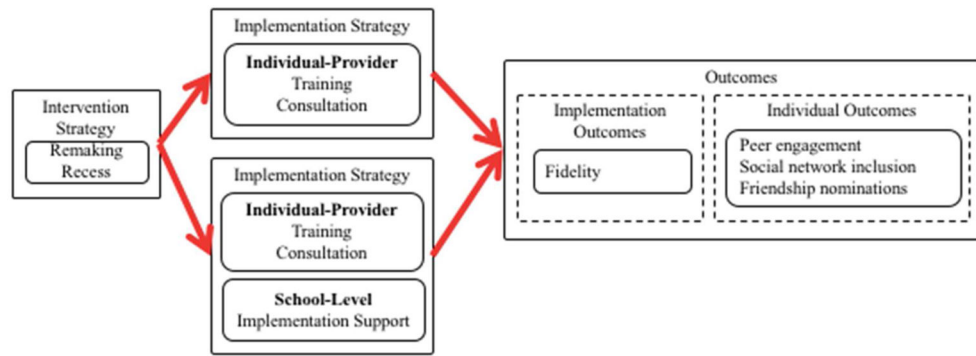 Intervention
Strategy
Remaking
Recess
Implementation Strategy
Individual-Provider
Training
Consultation
Implementation Strategy
Individual-Provider
Training
Consultation
School-Level
Implementation Support
Outcomes
Implementation
Outcomes
Fidelity
Individual Outcomes
Peer engagement
Social network inclusion
Friendship nominations